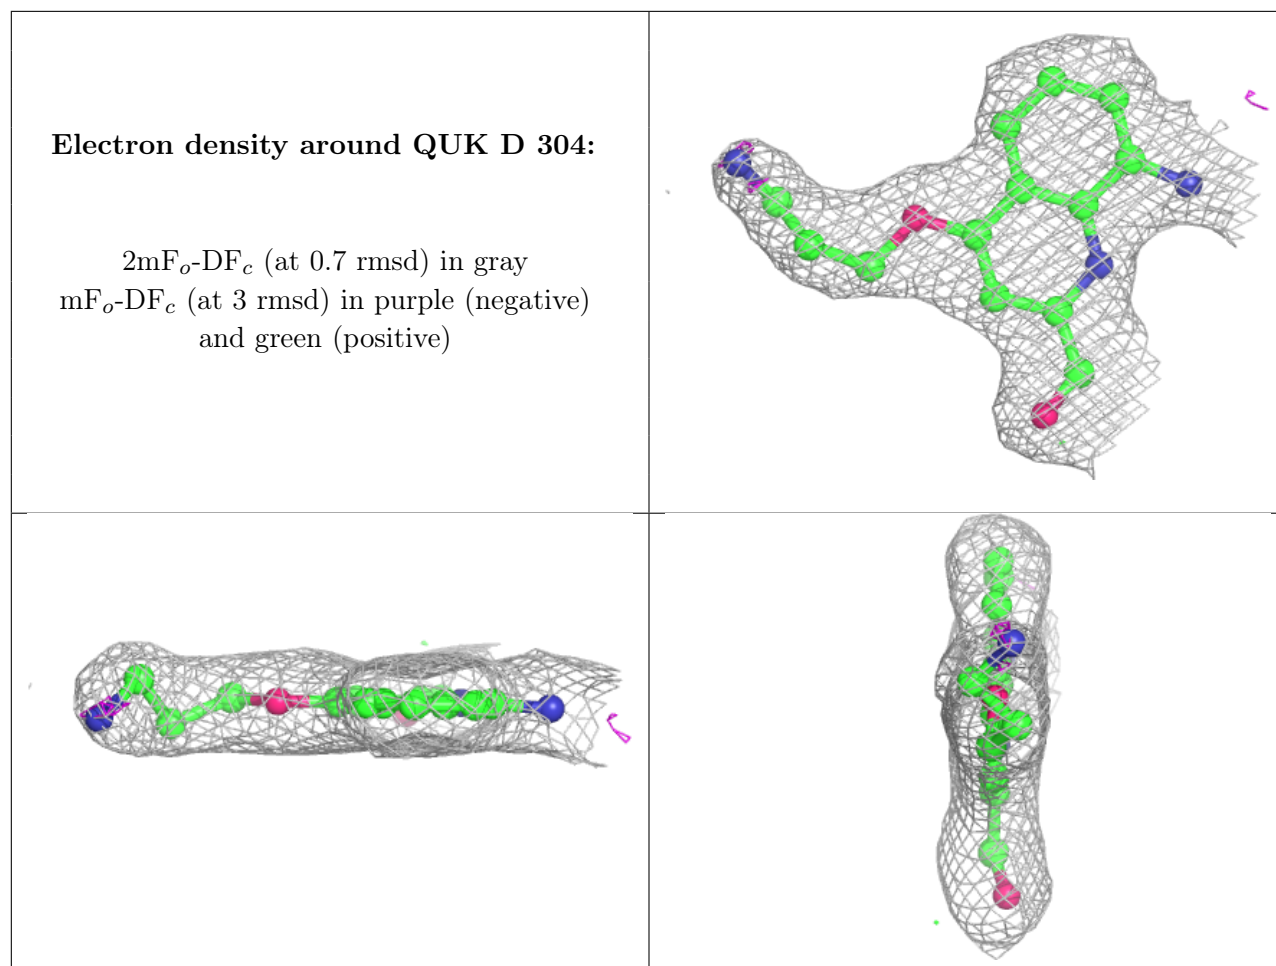 Electron density around QUK D 304:
2mFo-DFc (at 0.7 rmsd) in gray
mFo-DFc (at 3 rmsd) in purple (negative)
and green (positive)